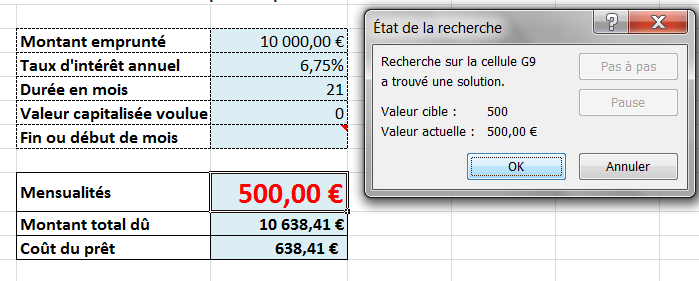 Montant emprunté 10 000,00 €
Taux d'intérêt annuel 6,75%
Durée en mois 21
Valeur capitalisée voulue 0
Fin ou début de mois
Mensualités 500,00 €
Montant total dû 10 638,41 €
Coût du prêt 638,41 €
État de la recherche
Recherche sur la cellule G9
a trouvé une solution.
Valeur cible : 500
Valeur actuelle : 500,00 €
Pas à pas
Pause
OK
Annuler